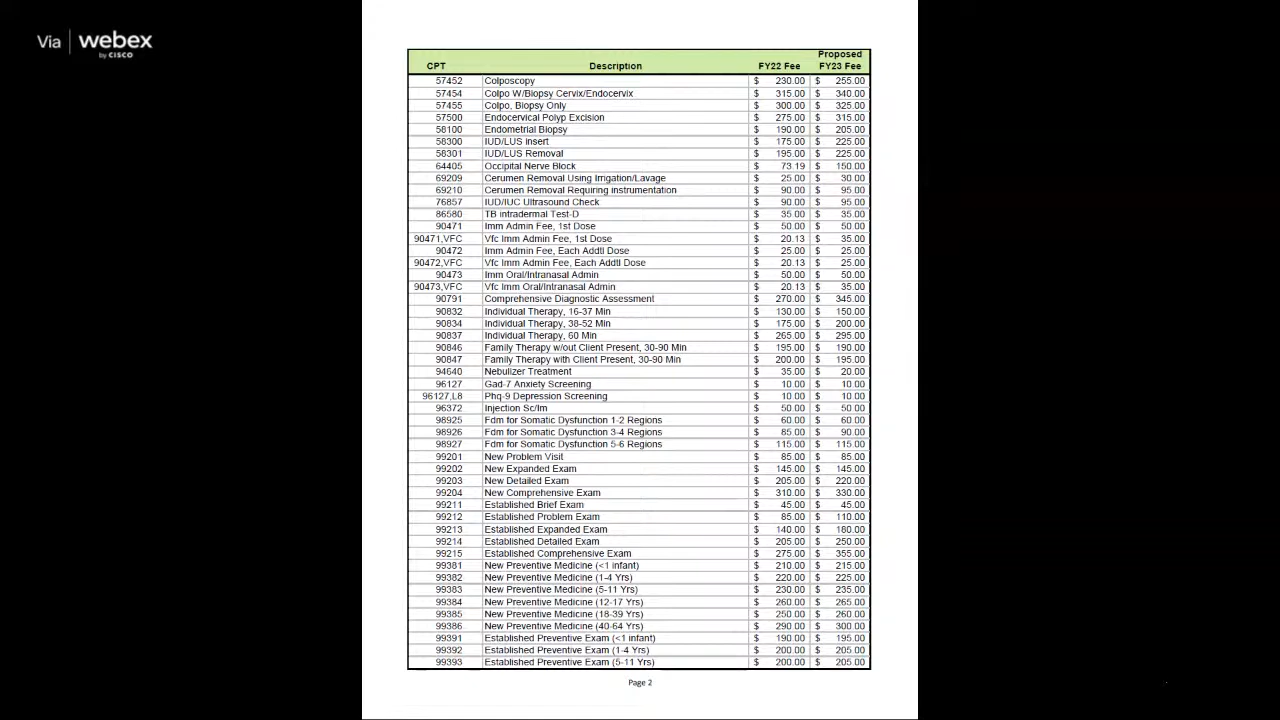 Via webex
by CISCO
Proposed
CPT Description FY22 Fee FY23 Fee
57452 Colposcopy $ 230.00 $ 255.00
57454 Colpo W/Biopsy Cervix/Endocervix $ 315.00 $ 340.00
57455 Colpo, Biopsy Only $ 300.00 $ 325.00
57500 Endocervical Polyp Excision $ 275.00 $ 315.00
58100 Endometrial Biopsy $ 190.00 $ 205.00
58300 IUD/LUS Insert $ 175.00 $ 225.00
58301 IUD/LUS Removal $ 195.00 $ 225.00
64405 Occipital Nerve Block $ 73.19 $ 150.00
69209 Cerumen Removal Using Irrigation/Lavage $ 25.00 $ 30.00
69210 Cerumen Removal Requiring instrumentation $ 90.00 $ 95.00
76857 IUD/IUC Ultrasound Check $ 90.00 $ 95.00
86580 TB intradermal Test-D $ 35.00 $ 35.00
90471 Imm Admin Fee, 1st Dose $ 50.00 $ 50.00
90471,VFC Vfc Imm Admin Fee, 1st Dose $ 20.13 $ 35.00
90472 Imm Admin Fee, Each Addtl Dose $ 25.00 $ 25.00
90472,VFC Vfc Imm Admin Fee, Each Addtl Dose $ 20.13 $ 25.00
90473 Imm Oral/Intranasal Admin $ 50.00 $ 50.00
90473,VFC Vfc Imm Oral/Intranasal Admin $ 20.13 $ 35.00
90791 Comprehensive Diagnostic Assessment $ 270.00 $ 345.00
90832 Individual Therapy, 16-37 Min $ 130.00 $ 150.00
90834 Individual Therapy, 38-52 Min $ 175.00 $ 200.00
90837 Individual Therapy, 60 Min $ 265.00 $ 295.00
90846 Family Therapy w/out Client Present, 30-90 Min $ 195.00 $ 190.00
90847 Family Therapy with Client Present, 30-90 Min $ 200.00 $ 195.00
94640 Nebulizer Treatment $ 35.00 $ 20.00
96127 Gad-7 Anxiety Screening $ 10.00 $ 10.00
96127,L8 Phq-9 Depression Screening $ 10.00 $ 10.00
96372 Injection Sc/Im $ 50.00 $ 50.00
98925 Fdm for Somatic Dysfunction 1-2 Regions $ 60.00 $ 60.00
98926 Fdm for Somatic Dysfunction 3-4 Regions $ 85.00 $ 90.00
98927 Fdm for Somatic Dysfunction 5-6 Regions $ 115.00 $ 115.00
99201 New Problem Visit $ 85.00 $ 85.00
99202 New Expanded Exam $ 145.00 $ 145.00
99203 New Detailed Exam $ 205.00 $ 220.00
99204 New Comprehensive Exam $ 310.00 $ 330.00
99211 Established Brief Exam $ 45.00 $ 45.00
99212 Established Problem Exam $ 85.00 $ 110.00
99213 Established Expanded Exam $ 140.00 $ 180.00
99214 Established Detailed Exam $ 205.00 $ 250.00
99215 Established Comprehensive Exam $ 275.00 $ 355.00
99381 New Preventive Medicine (<1 infant) $ 210.00 $ 215.00
99382 New Preventive Medicine (1-4 Yrs) $ 220.00 $ 225.00
99383 New Preventive Medicine (5-11 Yrs) $ 230.00 $ 235.00
99384 New Preventive Medicine (12-17 Yrs) $ 260.00 $ 265.00
99385 New Preventive Medicine (18-39 Yrs) $ 250.00 $ 260.00
99386 New Preventive Medicine (40-64 Yrs) $ 290.00 $ 300.00
99391 Established Preventive Exam (<1 infant) $ 190.00 $ 195.00
99392 Established Preventive Exam (1-4 Yrs) $ 200.00 $ 205.00
99393 Established Preventive Exam (5-11 Yrs) $ 200.00 $ 205.00
Page 2